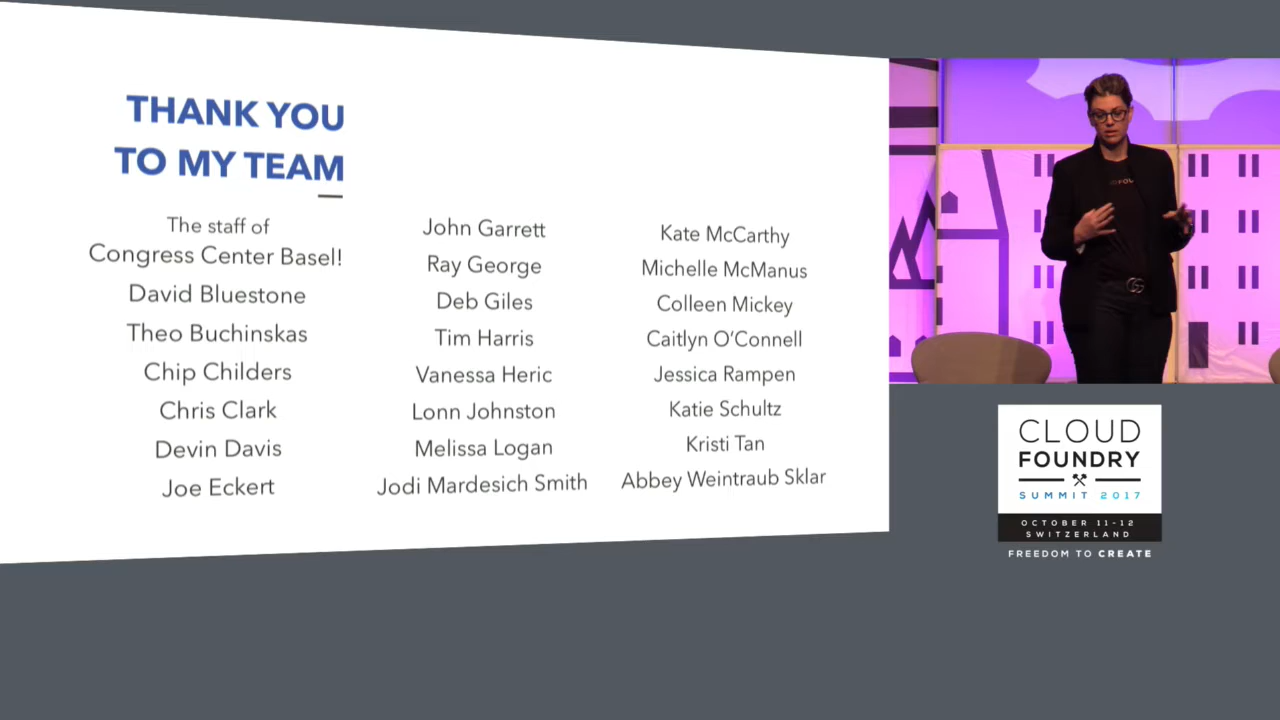 THANK YOU
TO MY TEAM
The staff of
Congress Center Basel!
David Bluestone
Theo Buchinskas
Chip Childers
Chris Clark
Devin Davis
Joe Eckert
John Garrett
Ray George
Deb Giles
Tim Harris
Vanessa Heric
Lonn Johnston
Melissa Logan
Jodi Mardesich Smith
Kate McCarthy
Michelle McManus
Colleen Mickey
Caitlyn O’Connell
Jessica Rampen
Katie Schultz
Kristi Tan
Abbey Weintraub Sklar
CLOUD
FOUNDRY
SUMMIT 2017
OCTOBER 11-12
SWITZERLAND
FREEDOM TO CREATE